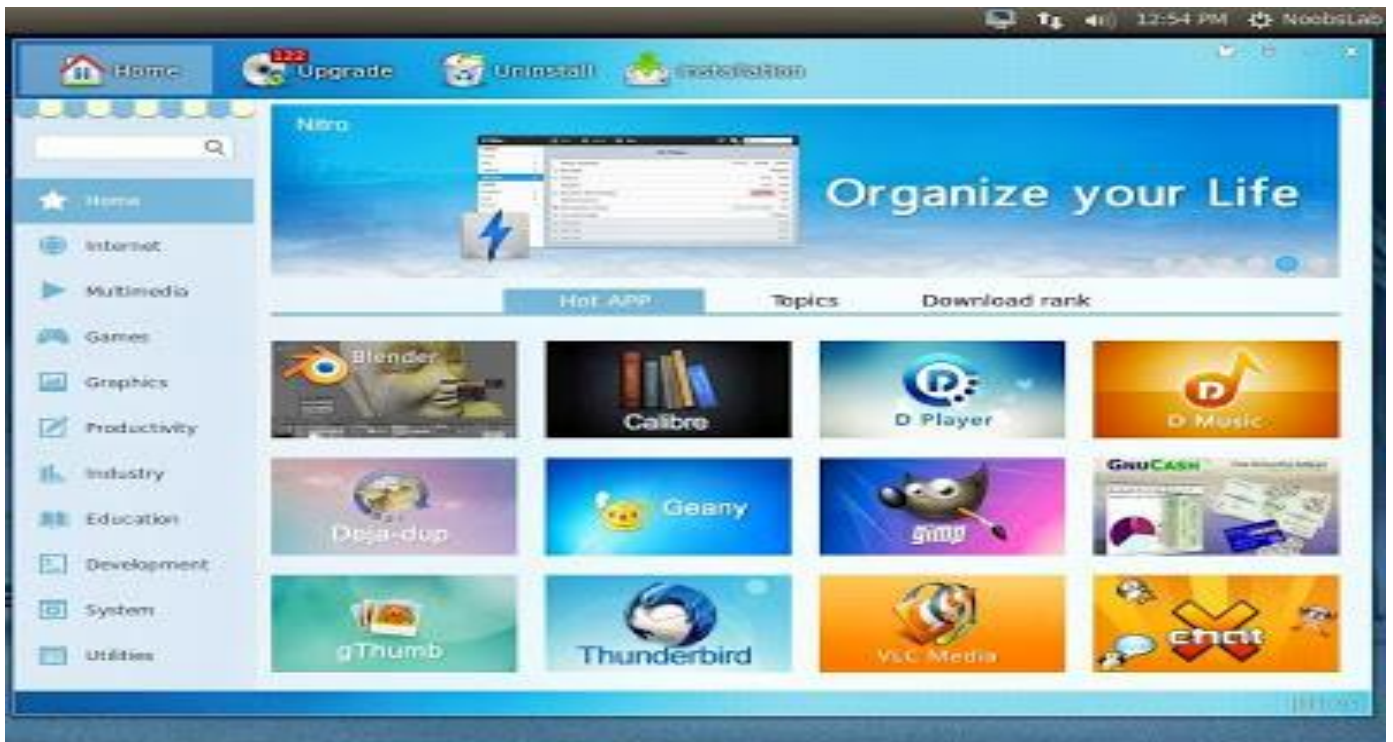 12:54 PM NoobsLab
Home
122
Upgrade
Uninstall
Installation
Nitro
Organize your Life
Home
Internet
Multimedia
Games
Graphics
Productivity
Industry
Education
Development
System
Utilities
Hot APP
Topics
Download rank
Blender
Calibre
D Player
D Music
Deja-dup
Geany
gimp
GNUCASH
gThumb
Thunderbird
VLC Media
chat